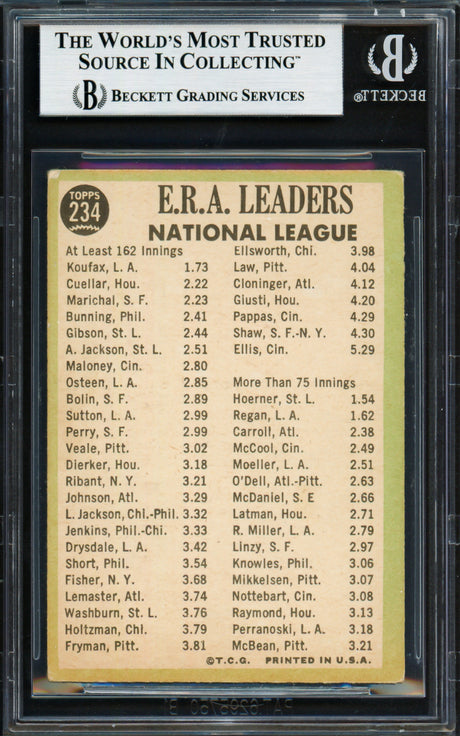 THE WORLD'S MOST TRUSTED
SOURCE IN COLLECTING™
BECKETT GRADING SERVICES
BECKETT®
TOPPS
234
E.R.A. LEADERS
NATIONAL LEAGUE
At Least 162 Innings
Koufax, L. A. 1.73
Cuellar, Hou. 2.22
Marichal, S. F. 2.23
Bunning, Phil. 2.41
Gibson, St. L. 2.44
A. Jackson, St. L. 2.51
Maloney, Cin. 2.80
Osteen, L. A. 2.85
Bolin, S. F. 2.89
Sutton, L. A. 2.99
Perry, S. F. 2.99
Veale, Pitt. 3.02
Dierker, Hou. 3.18
Ribant, N. Y. 3.21
Johnson, Atl. 3.29
L. Jackson, Chi.-Phil. 3.32
Jenkins, Phil.-Chi. 3.33
Drysdale, L. A. 3.42
Short, Phil. 3.54
Fisher, N. Y. 3.68
Lemaster, Atl. 3.74
Washburn, St. L. 3.76
Holtzman, Chi. 3.79
Fryman, Pitt. 3.81
Ellsworth, Chi. 3.98
Law, Pitt. 4.04
Cloninger, Atl. 4.12
Giusti, Hou. 4.20
Pappas, Cin. 4.29
Shaw, S. F.-N. Y. 4.30
Ellis, Cin. 5.29
More Than 75 Innings
Hoerner, St. L. 1.54
Regan, L. A. 1.62
Carroll, Atl. 2.38
McCool, Cin. 2.49
Moeller, L. A. 2.51
O'Dell, Atl.-Pitt. 2.63
McDaniel, S. F. 2.66
Latman, Hou. 2.71
R. Miller, L. A. 2.79
Linzy, S. F. 2.97
Knowles, Phil. 3.06
Mikkelsen, Pitt. 3.07
Nottebart, Cin. 3.08
Raymond, Hou. 3.13
Perranoski, L. A. 3.18
McBean, Pitt. 3.21
©T.C.G. PRINTED IN U.S.A.